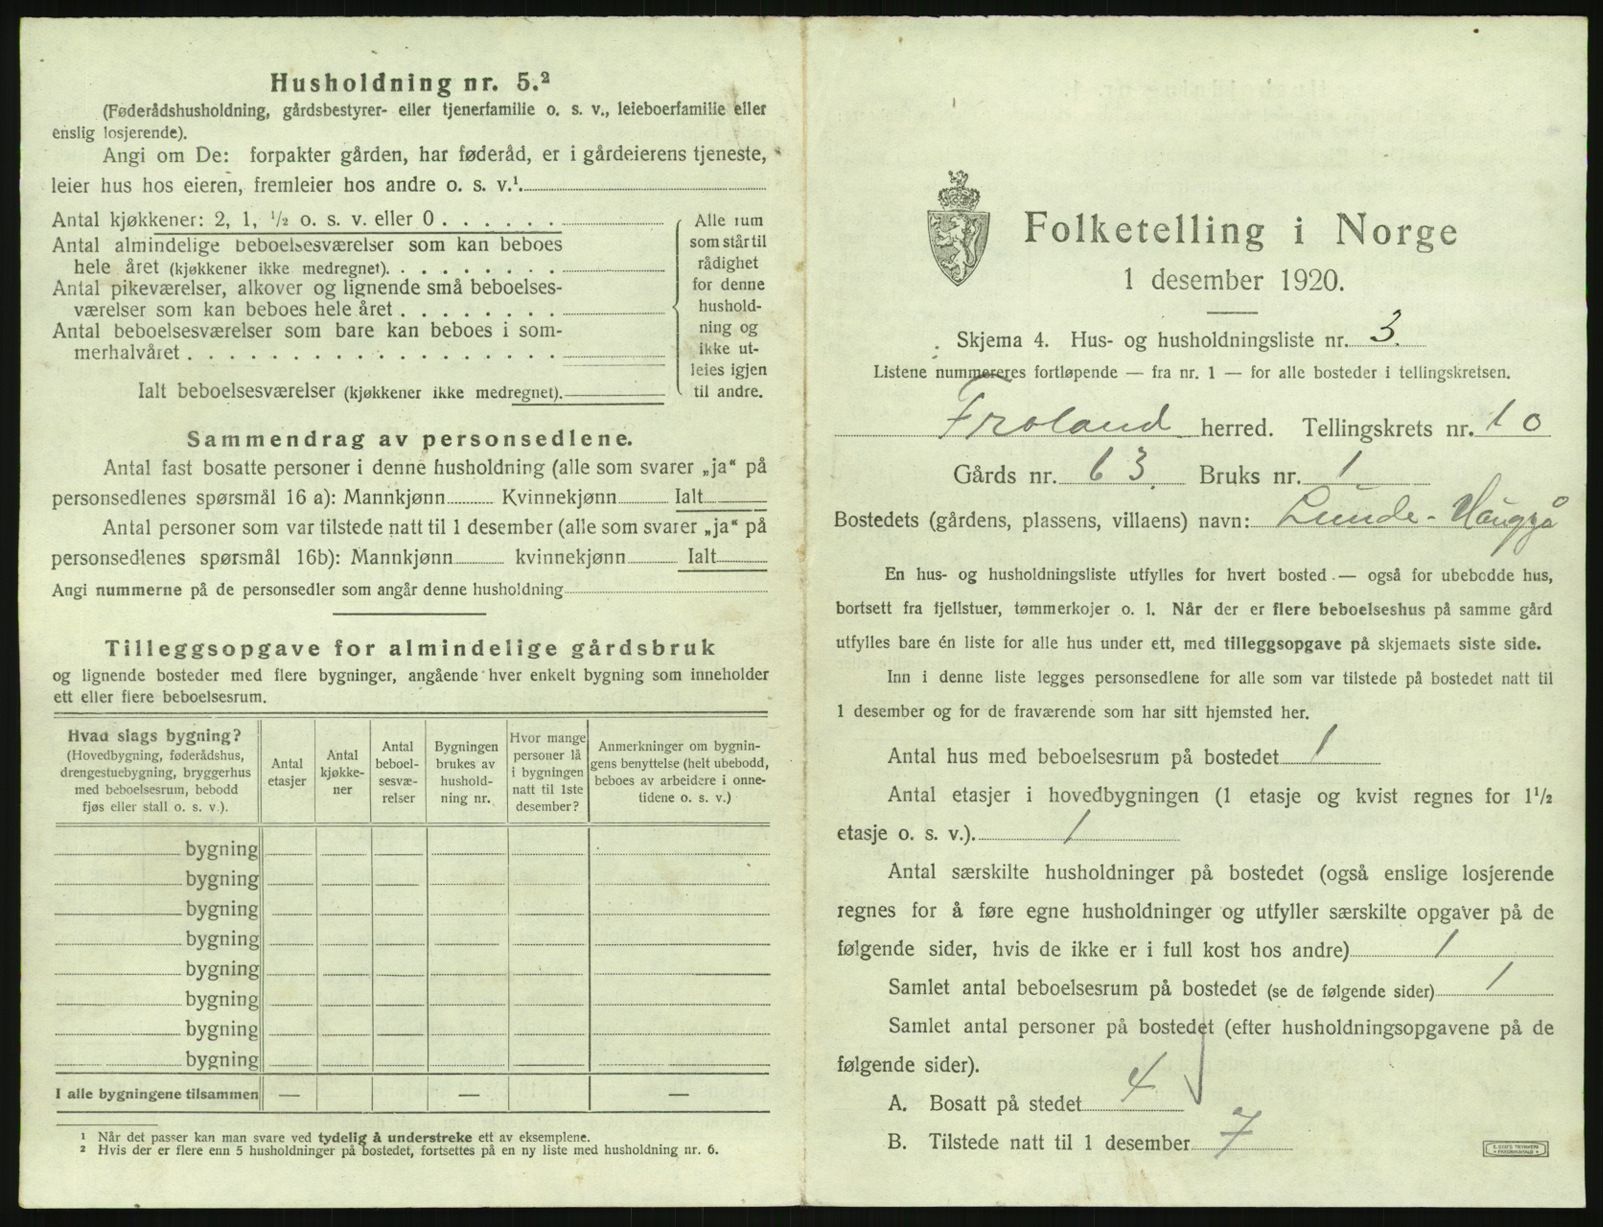 Husholdning nr. 5.²
(Føderådshusholdning, gårdsbestyrer- eller tjenerfamilie o. s. v., leieboerfamilie eller
enslig losjerende).
Angi om De: forpakter gården, har føderåd, er i gårdeierens tjeneste,
leier hus hos eieren, fremleier hos andre o. s. v.¹.
Antal kjøkkener: 2, 1, ½ o. s. v. eller 0 . . . . . .
Antal almindelige beboelsesværelser som kan beboes
hele året (kjøkkener ikke medregnet). . . . . . . . .
Antal pikeværelser, alkover og lignende små beboelses-
værelser som kan beboes hele året . . . . . . . .
Antal beboelsesværelser som bare kan beboes i som-
merhalvåret . . . . . . . . . . . . . . . . . .
Ialt beboelsesværelser (kjøkkener ikke medregnet).
Alle rum
som står til
rådighet
for denne
hushold-
ning og
ikke ut-
leies igjen
til andre.
Sammendrag av personsedlene.
Antal fast bosatte personer i denne husholdning (alle som svarer „ja“ på
personsedlenes spørsmål 16 a): Mannkjønn Kvinnekjønn Ialt
Antal personer som var tilstede natt til 1 desember (alle som svarer „ja“ på
personsedlenes spørsmål 16b): Mannkjønn kvinnekjønn Ialt
Angi nummerne på de personsedler som angår denne husholdning
Tilleggsopgave for almindelige gårdsbruk
og lignende bosteder med flere bygninger, angående hver enkelt bygning som inneholder
ett eller flere beboelsesrum.
Hvad slags bygning?
(Hovedbygning, føderådshus,
drengestuebygning, bryggerhus
med beboelsesrum, bebodd
fjøs eller stall o. s. v.).
Antal
etasjer
Antal
kjøkke-
ner
Antal
beboel-
sesvæ-
relser
Bygningen
brukes av
hushold-
ning nr.
Hvor mange
personer lå
i bygningen
natt til 1ste
desember?
Anmerkninger om bygnin-
gens benyttelse (helt ubebodd,
beboes av arbeidere i onne-
tidene o. s. v.)
bygning
bygning
bygning
bygning
bygning
bygning
bygning
bygning
I alle bygningene tilsammen — — —
¹ Når det passer kan man svare ved tydelig å understreke ett av eksemplene.
² Hvis der er flere enn 5 husholdninger på bostedet, fortsettes på en ny liste med husholdning nr. 6.
Folketelling i Norge
1 desember 1920.
Skjema 4. Hus- og husholdningsliste nr. 3
Listene nummereres fortløpende — fra nr. 1 — for alle bosteder i tellingskretsen.
Froland herred. Tellingskrets nr. 10
Gårds nr. 63. Bruks nr. 1
Bostedets (gårdens, plassens, villaens) navn: Lunde-
En hus- og husholdningsliste utfylles for hvert bosted — også for ubebodde hus,
bortsett fra fjellstuer, tømmerkojer o. l. Når der er flere beboelseshus på samme gård
utfylles bare én liste for alle hus under ett, med tilleggsopgave på skjemaets siste side.
Inn i denne liste legges personsedlene for alle som var tilstede på bostedet natt til
1 desember og for de fraværende som har sitt hjemsted her.
Antal hus med beboelsesrum på bostedet 1
Antal etasjer i hovedbygningen (1 etasje og kvist regnes for 1½
etasje o. s. v.). 1
Antal særskilte husholdninger på bostedet (også enslige losjerende
regnes for å føre egne husholdninger og utfyller særskilte opgaver på de
følgende sider, hvis de ikke er i full kost hos andre) 1
Samlet antal beboelsesrum på bostedet (se de følgende sider) 1
Samlet antal personer på bostedet (efter husholdningsopgavene på de
følgende sider).
A. Bosatt på stedet 4
B. Tilstede natt til 1 desember 7